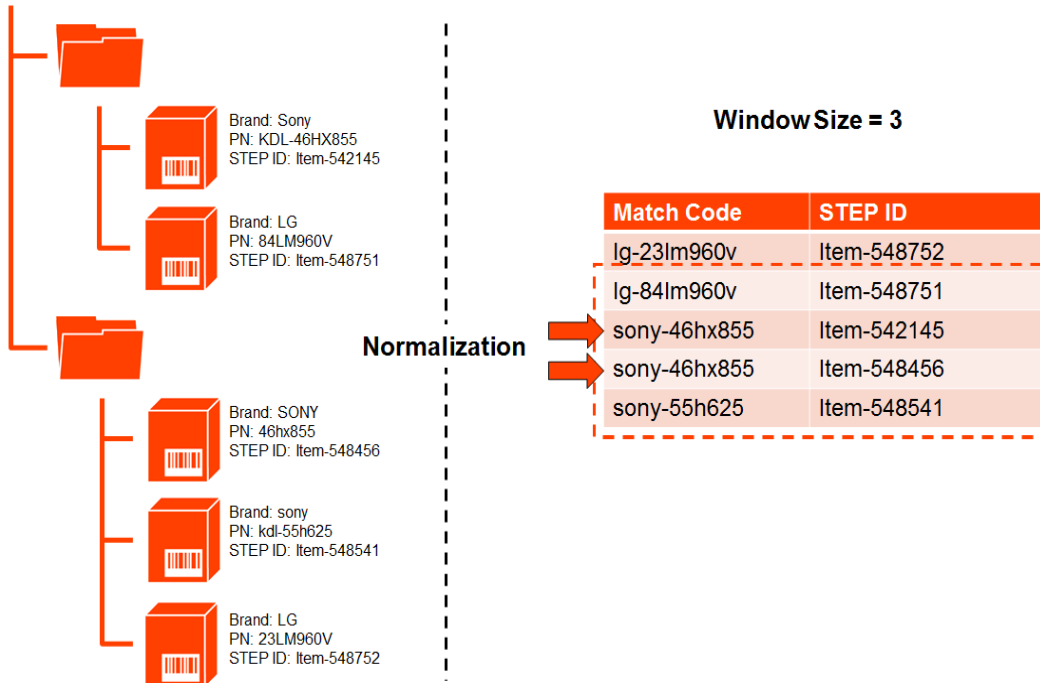 Brand: Sony
PN: KDL-46HX855
STEP ID: Item-542145
Brand: LG
PN: 84LM960V
STEP ID: Item-548751
Brand: SONY
PN: 46hx855
STEP ID: Item-548456
Brand: sony
PN: kdl-55h625
STEP ID: Item-548541
Brand: LG
PN: 23LM960V
STEP ID: Item-548752
Normalization
Window Size = 3
Match Code STEP ID
lg-23lm960v Item-548752
lg-84lm960v Item-548751
sony-46hx855 Item-542145
sony-46hx855 Item-548456
sony-55h625 Item-548541